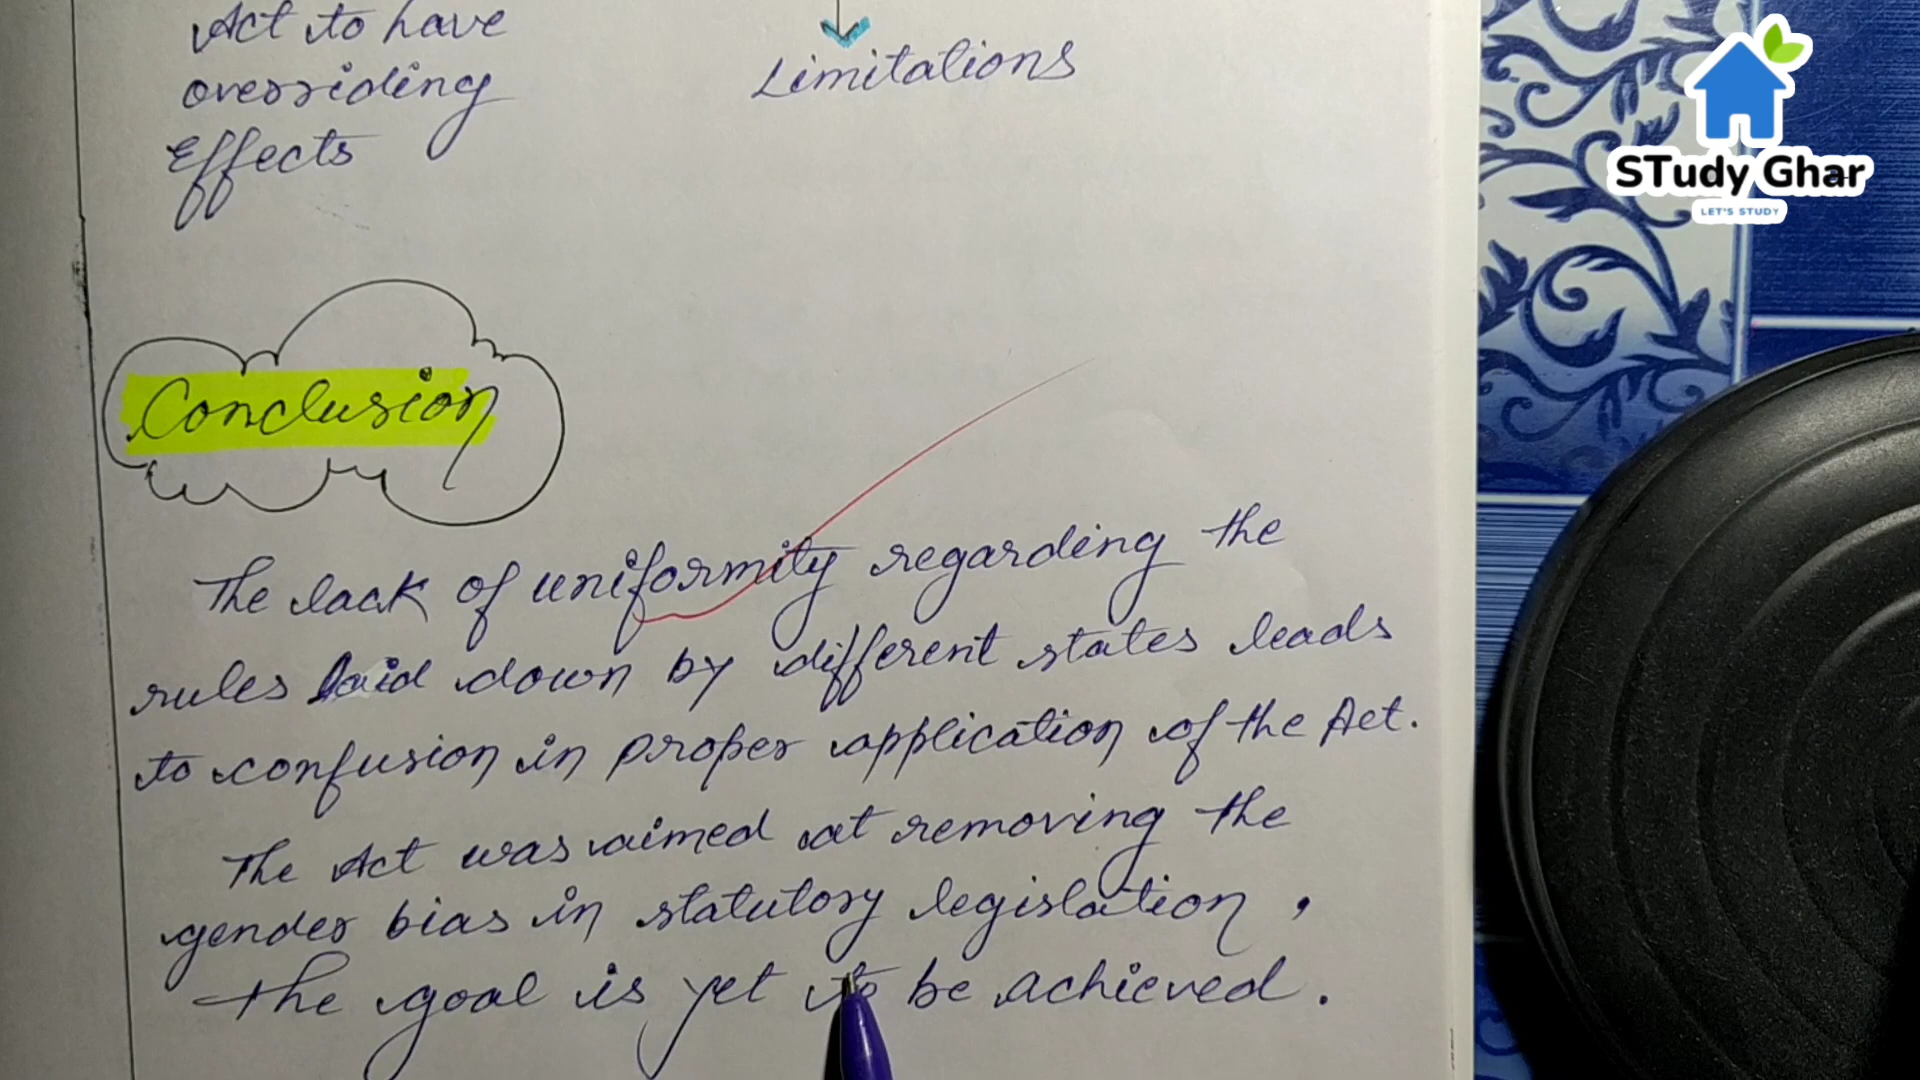 Act to have
overriding
Effects
Limitations
STudy Ghar
LET'S STUDY
Conclusion
The lack of uniformity regarding the
rules laid down by different states leads
to confusion in proper application of the Act.
The Act was aimed at removing the
gender bias in statutory legislation,
the goal is yet to be achieved.